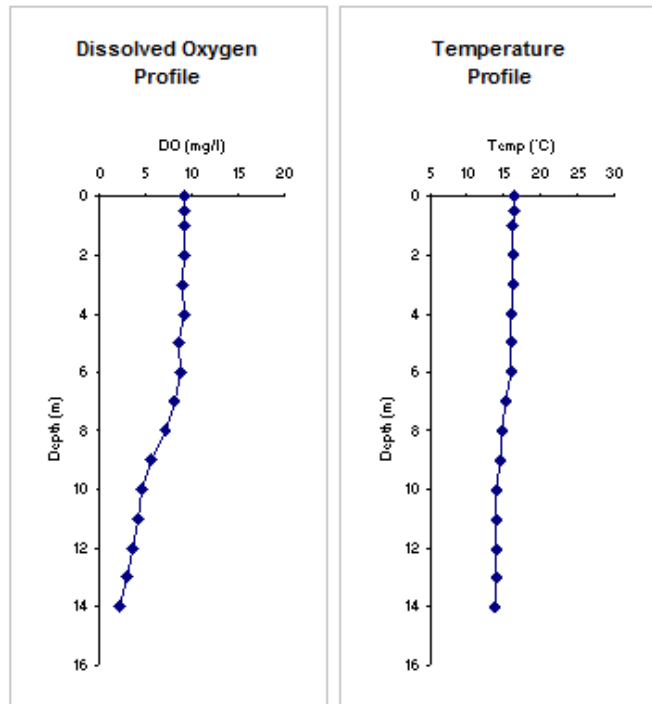 Dissolved Oxygen
Profile
DO (mg/l)
0 5 10 15 20
0
2
4
6
8
10
12
14
16
Depth (m)
Temperature
Profile
Temp (°C)
5 10 15 20 25 30
0
2
4
6
8
10
12
14
16
Depth (m)